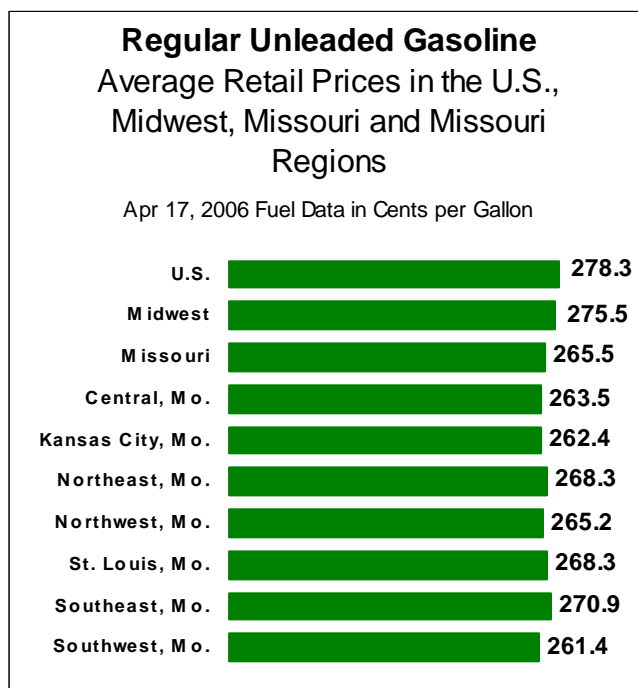 Regular Unleaded Gasoline
Average Retail Prices in the U.S.,
Midwest, Missouri and Missouri
Regions
Apr 17, 2006 Fuel Data in Cents per Gallon
U.S. 278.3
Midwest 275.5
Missouri 265.5
Central, Mo. 263.5
Kansas City, Mo. 262.4
Northeast, Mo. 268.3
Northwest, Mo. 265.2
St. Louis, Mo. 268.3
Southeast, Mo. 270.9
Southwest, Mo. 261.4